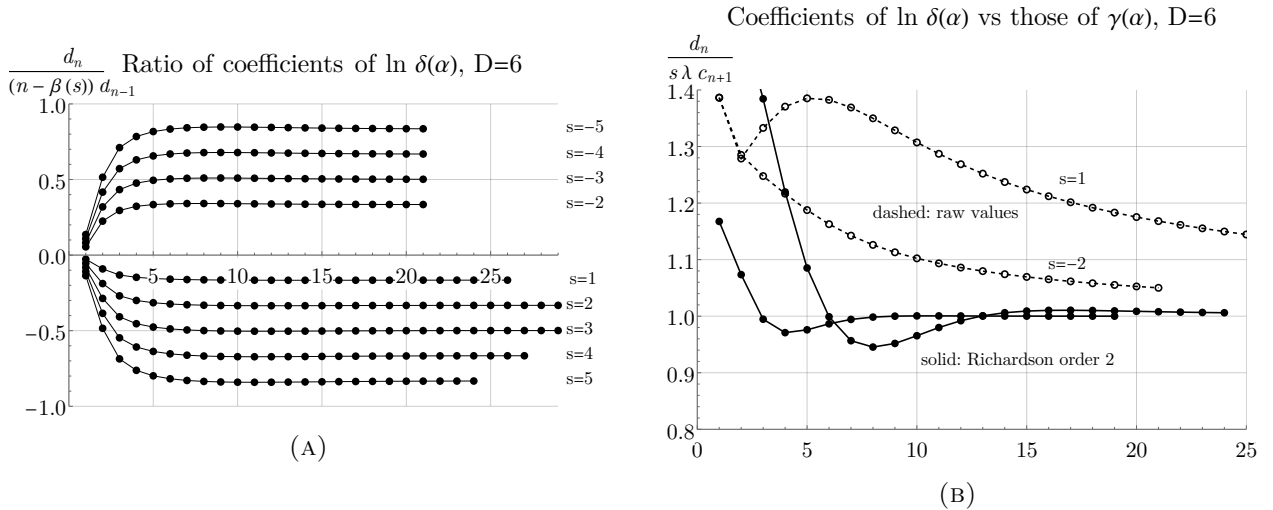 Ratio of coefficients of ln δ(α), D=6
d_n
(n − β(s)) d_{n−1}
1.0
0.5
0.0
−0.5
−1.0
5 10 15 20 25
s=−5
s=−4
s=−3
s=−2
s=1
s=2
s=3
s=4
s=5
(A)
Coefficients of ln δ(α) vs those of γ(α), D=6
d_n
s λ c_{n+1}
1.4
1.3
1.2
1.1
1.0
0.9
0.8
s=1
dashed: raw values
s=−2
solid: Richardson order 2
0 5 10 15 20 25
(B)